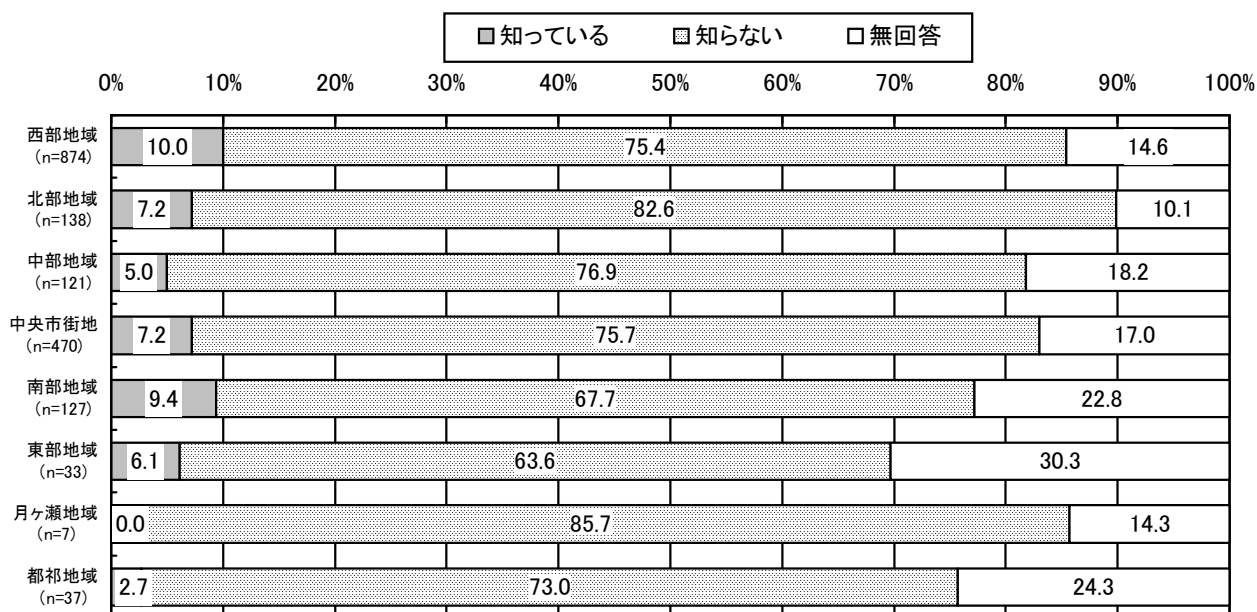 知っている 知らない 無回答
0% 10% 20% 30% 40% 50% 60% 70% 80% 90% 100%
西部地域
(n=874)
10.0 75.4 14.6
北部地域
(n=138)
7.2 82.6 10.1
中部地域
(n=121)
5.0 76.9 18.2
中央市街地
(n=470)
7.2 75.7 17.0
南部地域
(n=127)
9.4 67.7 22.8
東部地域
(n=33)
6.1 63.6 30.3
月ヶ瀬地域
(n=7)
0.0 85.7 14.3
都祁地域
(n=37)
2.7 73.0 24.3